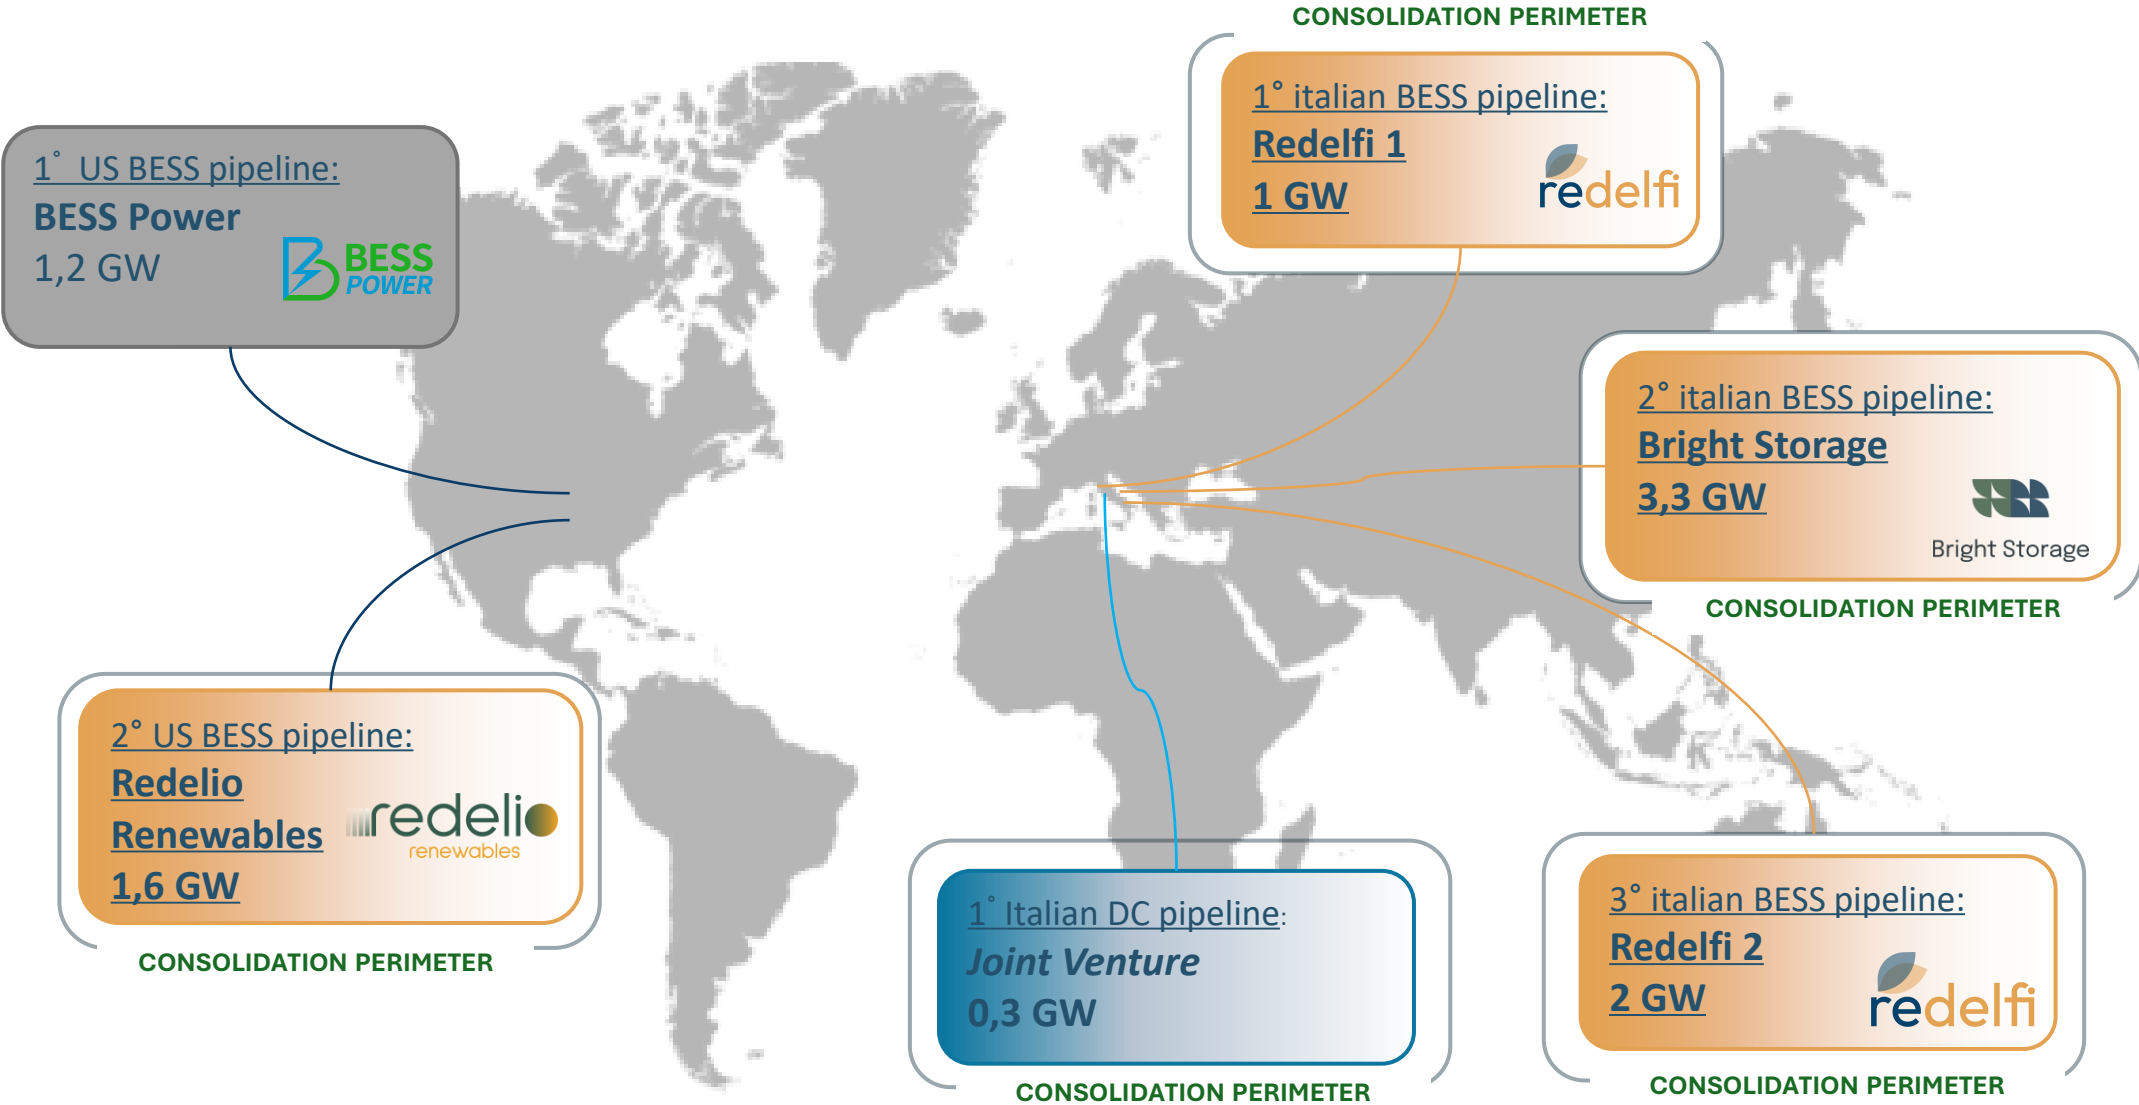 CONSOLIDATION PERIMETER
1° italian BESS pipeline:
Redelfi 1
1 GW
redelfi
1° US BESS pipeline:
BESS Power
1,2 GW
BESS
POWER
2° italian BESS pipeline:
Bright Storage
3,3 GW
Bright Storage
CONSOLIDATION PERIMETER
2° US BESS pipeline:
Redelio
Renewables
1,6 GW
redelio
renewables
CONSOLIDATION PERIMETER
1° Italian DC pipeline:
Joint Venture
0,3 GW
CONSOLIDATION PERIMETER
3° italian BESS pipeline:
Redelfi 2
2 GW
redelfi
CONSOLIDATION PERIMETER